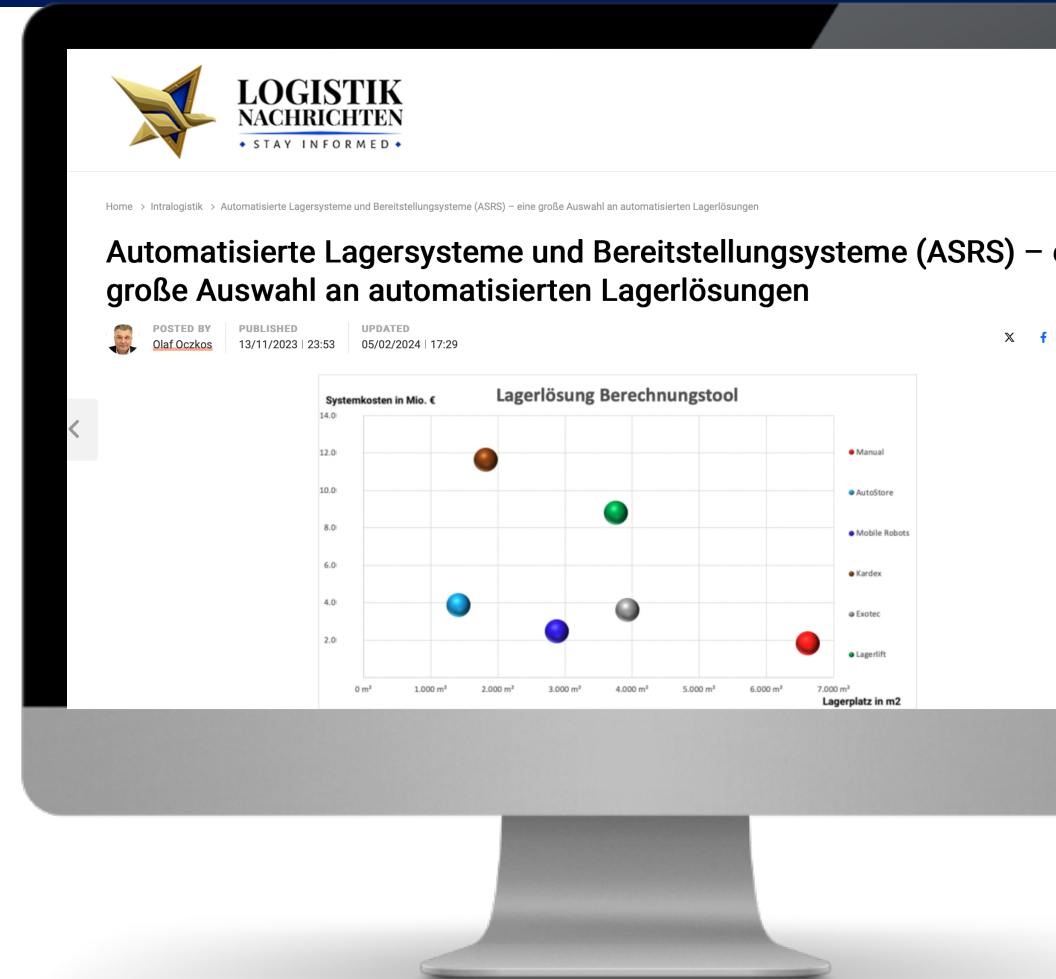 LOGISTIK
NACHRICHTEN
STAY INFORMED
Home > Intralogistik > Automatisierte Lagersysteme und Bereitstellungsysteme (ASRS) – eine große Auswahl an automatisierten Lagerlösungen
Automatisierte Lagersysteme und Bereitstellungsysteme (ASRS) –
große Auswahl an automatisierten Lagerlösungen
POSTED BY
Olaf Oczkos
PUBLISHED
13/11/2023 | 23:53
UPDATED
05/02/2024 | 17:29
Systemkosten in Mio. €
Lagerlösung Berechnungstool
14.0
12.0
10.0
8.0
6.0
4.0
2.0
0 m²
1.000 m²
2.000 m²
3.000 m²
4.000 m²
5.000 m²
6.000 m²
7.000 m²
Lagerplatz in m2
Manual
AutoStore
Mobile Robots
Kardex
Exotec
Lagerlift